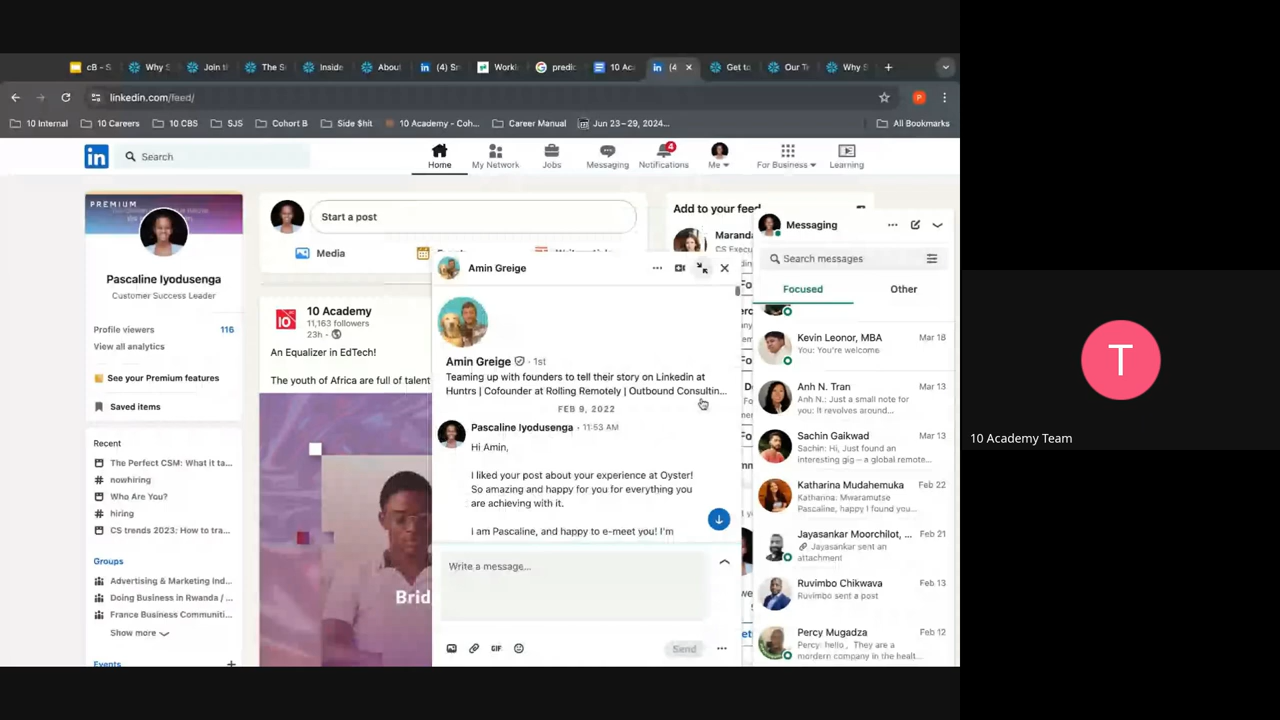 cB - S
Why S
Join ti
The S
Inside
About
(4) Sr
Worki
predic
10 Ac
(4
Get to
Our T
Why S
linkedin.com/feed/
10 Internal
10 Careers
10 CBS
SJS
Cohort B
Side $hit
10 Academy - Coh...
Career Manual
Jun 23–29, 2024...
All Bookmarks
in
Search
Home
My Network
Jobs
Messaging
4
Notifications
Me
For Business
Learning
PREMIUM
Pascaline Iyodusenga
Customer Success Leader
Profile viewers 116
View all analytics
See your Premium features
Saved items
Recent
The Perfect CSM: What it ta...
nowhiring
Who Are You?
hiring
CS trends 2023: How to tra...
Groups
Advertising & Marketing Ind...
Doing Business in Rwanda / ...
France Business Communiti...
Show more
Events
Start a post
Media
10 Academy
11,163 followers
23h •
An Equalizer in EdTech!
The youth of Africa are full of talent
Brid
Add to your feed
Maranda
CS Execu
Amin Greige
Amin Greige • 1st
Teaming up with founders to tell their story on Linkedin at
Huntrs | Cofounder at Rolling Remotely | Outbound Consultin...
FEB 9, 2022
Pascaline Iyodusenga • 11:53 AM
Hi Amin,
I liked your post about your experience at Oyster!
So amazing and happy for you for everything you
are achieving with it.
I am Pascaline, and happy to e-meet you! I'm
Write a message...
GIF
Send
Messaging
Search messages
Focused
Other
Kevin Leonor, MBA Mar 18
You: You're welcome
Anh N. Tran Mar 13
Anh N.: Just a small note for
you: It revolves around...
Sachin Gaikwad Mar 13
Sachin: Hi, Just found an
interesting gig – a global remote...
Katharina Mudahemuka Feb 22
Katharina: Mwaramutse
Pascaline, happy I found you...
Jayasankar Moorchilot, ... Feb 21
Jayasankar sent an
attachment
Ruvimbo Chikwava Feb 13
Ruvimbo sent a post
Percy Mugadza Feb 12
Percy: hello , They are a
mordern company in the healt...
T
10 Academy Team